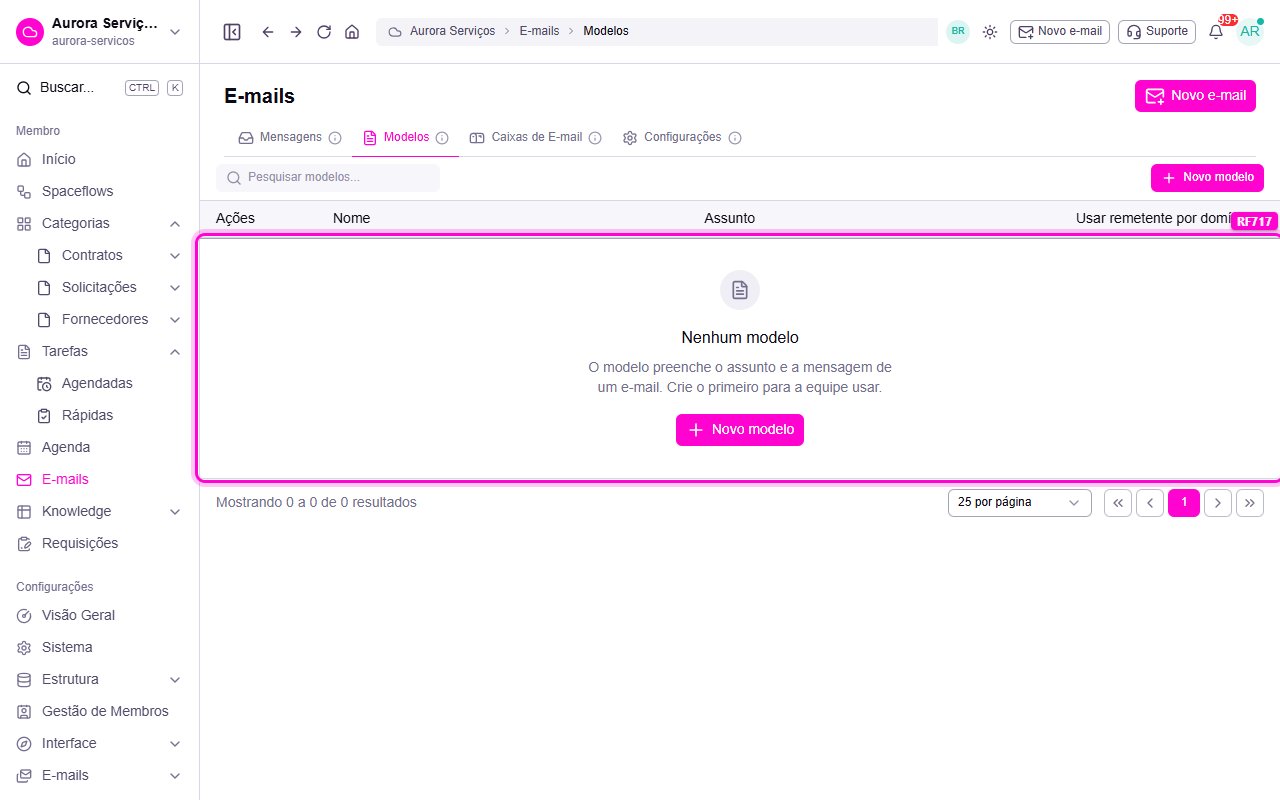 Aurora Serviç...
aurora-servicos
Aurora Serviços
E-mails
Modelos
BR
Novo e-mail
Suporte
99+
AR
Buscar...
CTRL
K
Membro
Início
Spaceflows
Categorias
Contratos
Solicitações
Fornecedores
Tarefas
Agendadas
Rápidas
Agenda
E-mails
Knowledge
Requisições
Configurações
Visão Geral
Sistema
Estrutura
Gestão de Membros
Interface
E-mails
E-mails
Novo e-mail
Mensagens
Modelos
Caixas de E-mail
Configurações
Pesquisar modelos...
Novo modelo
Ações
Nome
Assunto
Usar remetente por domí
RF717
Nenhum modelo
O modelo preenche o assunto e a mensagem de
um e-mail. Crie o primeiro para a equipe usar.
Novo modelo
Mostrando 0 a 0 de 0 resultados
25 por página
1